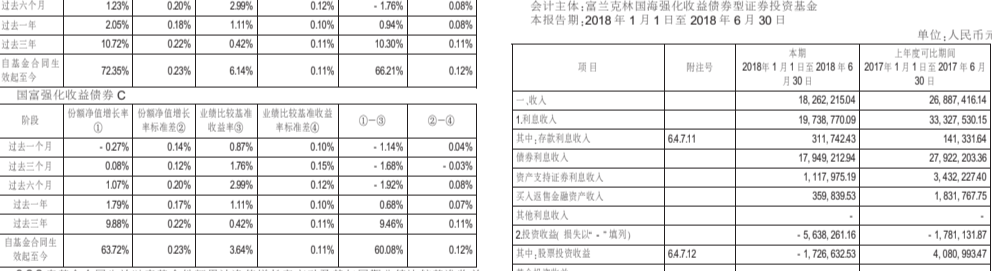 过去六个月 1.23% 0.20% 2.99% 0.12% - 1.76% 0.08%
过去一年 2.05% 0.18% 1.11% 0.10% 0.94% 0.08%
过去三年 10.72% 0.22% 0.42% 0.11% 10.30% 0.11%
自基金合同生效起至今 72.35% 0.23% 6.14% 0.11% 66.21% 0.12%
国富强化收益债券 C
阶段 份额净值增长率① 份额净值增长率标准差② 业绩比较基准收益率③ 业绩比较基准收益率标准差④ ①-③ ②-④
过去一个月 - 0.27% 0.14% 0.87% 0.10% - 1.14% 0.04%
过去三个月 0.08% 0.12% 1.76% 0.15% - 1.68% - 0.03%
过去六个月 1.07% 0.20% 2.99% 0.12% - 1.92% 0.08%
过去一年 1.79% 0.17% 1.11% 0.10% 0.68% 0.07%
过去三年 9.88% 0.22% 0.42% 0.11% 9.46% 0.11%
自基金合同生效起至今 63.72% 0.23% 3.64% 0.11% 60.08% 0.12%
会计主体:富兰克林国海强化收益债券型证券投资基金
本报告期:2018 年 1 月 1 日至 2018 年 6 月 30 日
单位:人民币元
项 目 附注号 本期 2018年 1 月 1 日至 2018 年 6 月 30 日 上年度可比期间 2017 年 1 月 1 日至 2017 年 6 月 30 日
一、收入 18,262,215.04 26,887,416.14
1.利息收入 19,738,770.09 33,327,530.15
其中:存款利息收入 6.4.7.11 311,742.43 141,331.64
债券利息收入 17,949,212.94 27,922,203.36
资产支持证券利息收入 1,117,975.19 3,432,227.40
买入返售金融资产收入 359,839.53 1,831,767.75
其他利息收入 - -
2.投资收益( 损失以" - " 填列) - 5,638,261.16 - 1,781,131.87
其中:股票投资收益 6.4.7.12 - 1,726,632.53 4,080,993.47